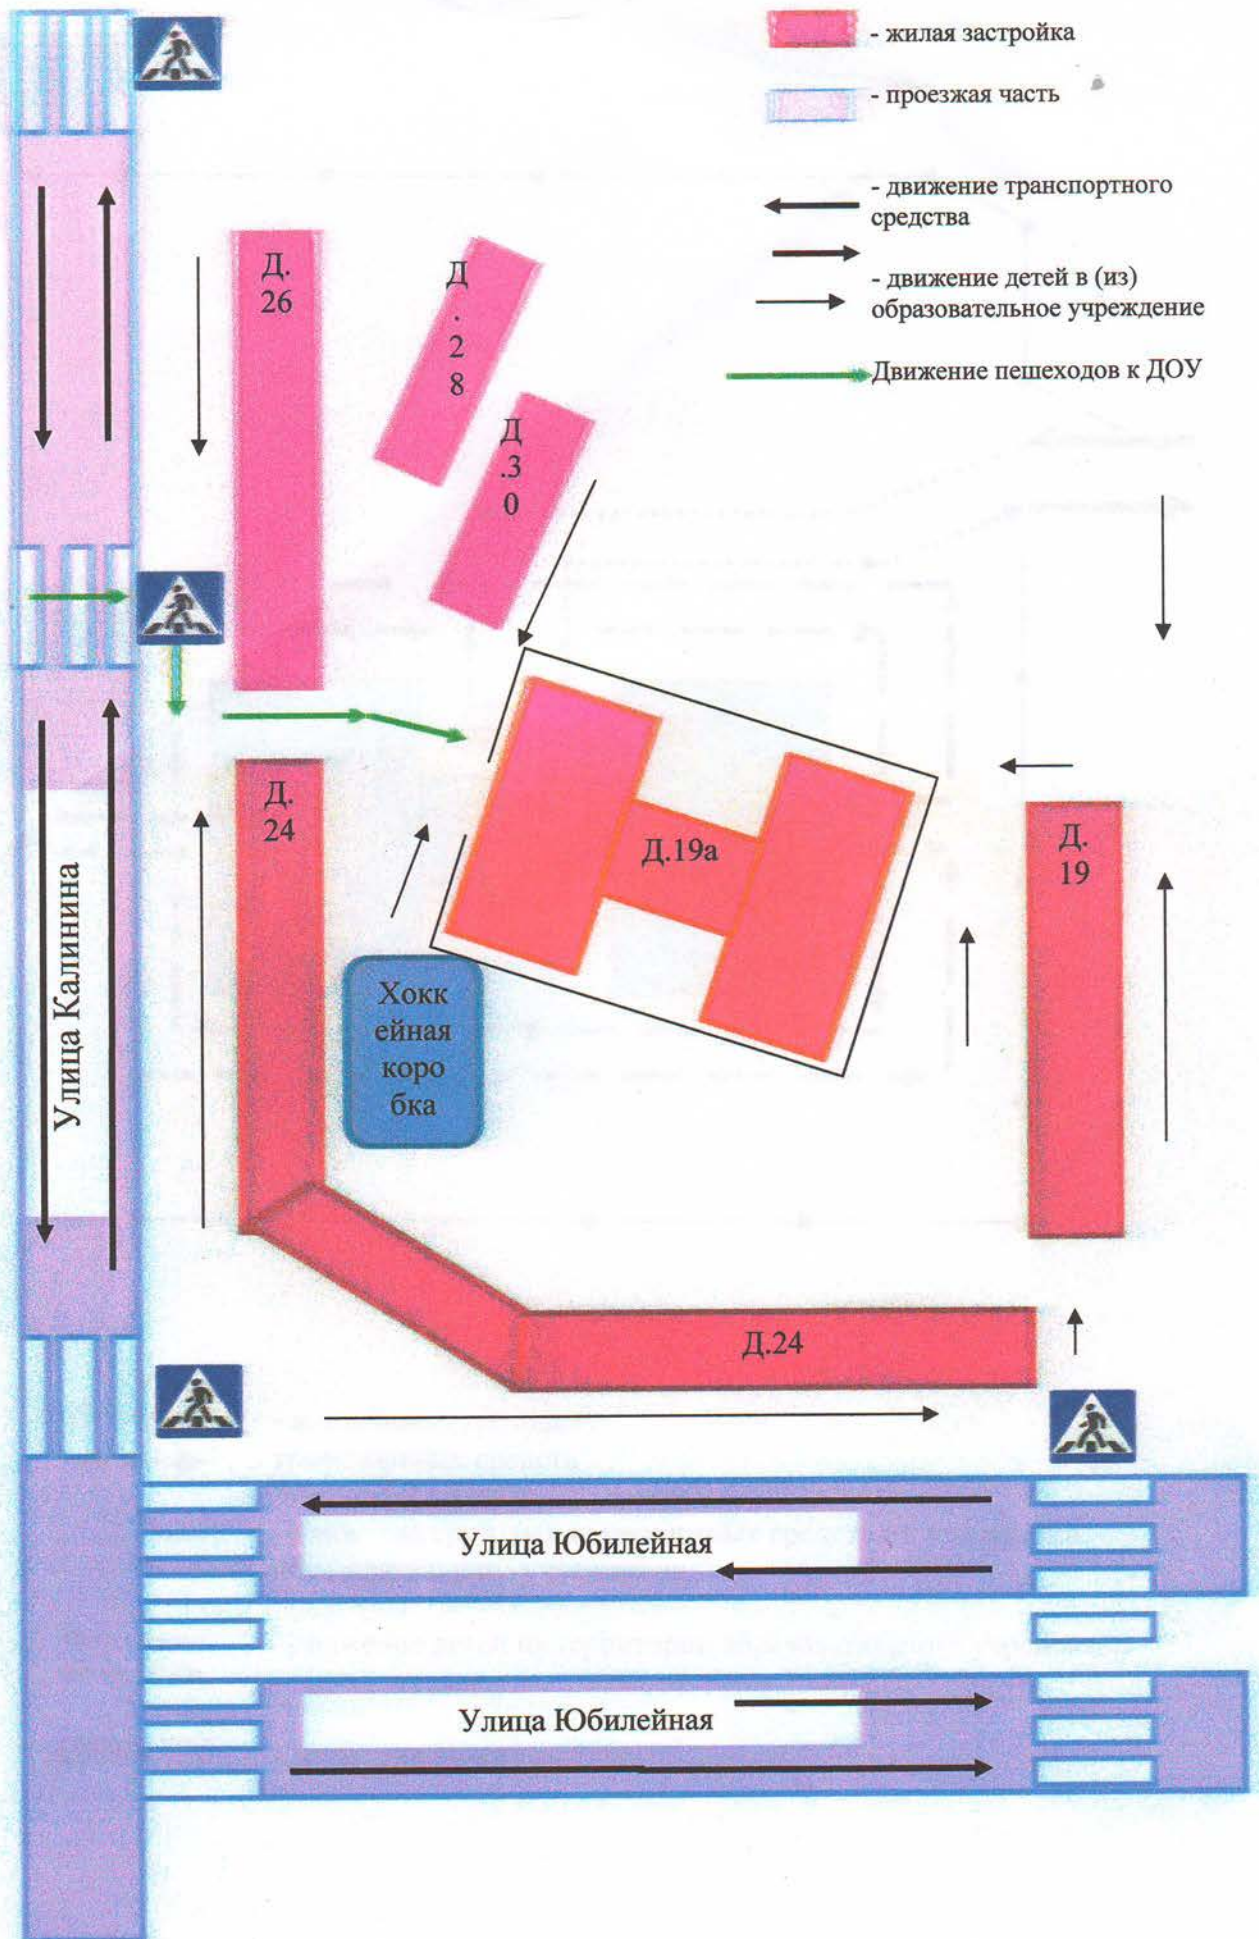 - жилая застройка
- проезжая часть
- движение транспортного
средства
- движение детей в (из)
образовательное учреждение
Движение пешеходов к ДОУ
Д.
26
Д
.
2
8
Д
.3
0
Д.
24
Д.19а
Д.
19
Улица Калинина
Хокк
ейная
коро
бка
Д.24
Улица Юбилейная
Улица Юбилейная